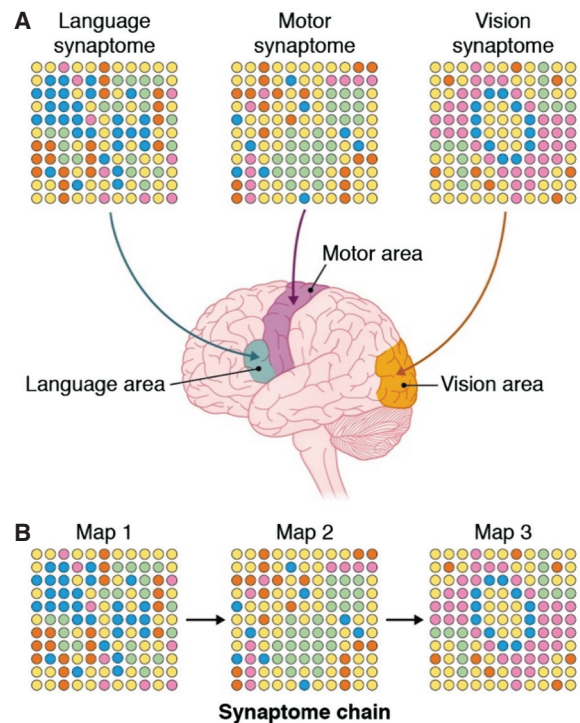 A
Language
synaptome
Motor
synaptome
Vision
synaptome
Motor area
Language area
Vision area
B
Map 1
Map 2
Map 3
Synaptome chain